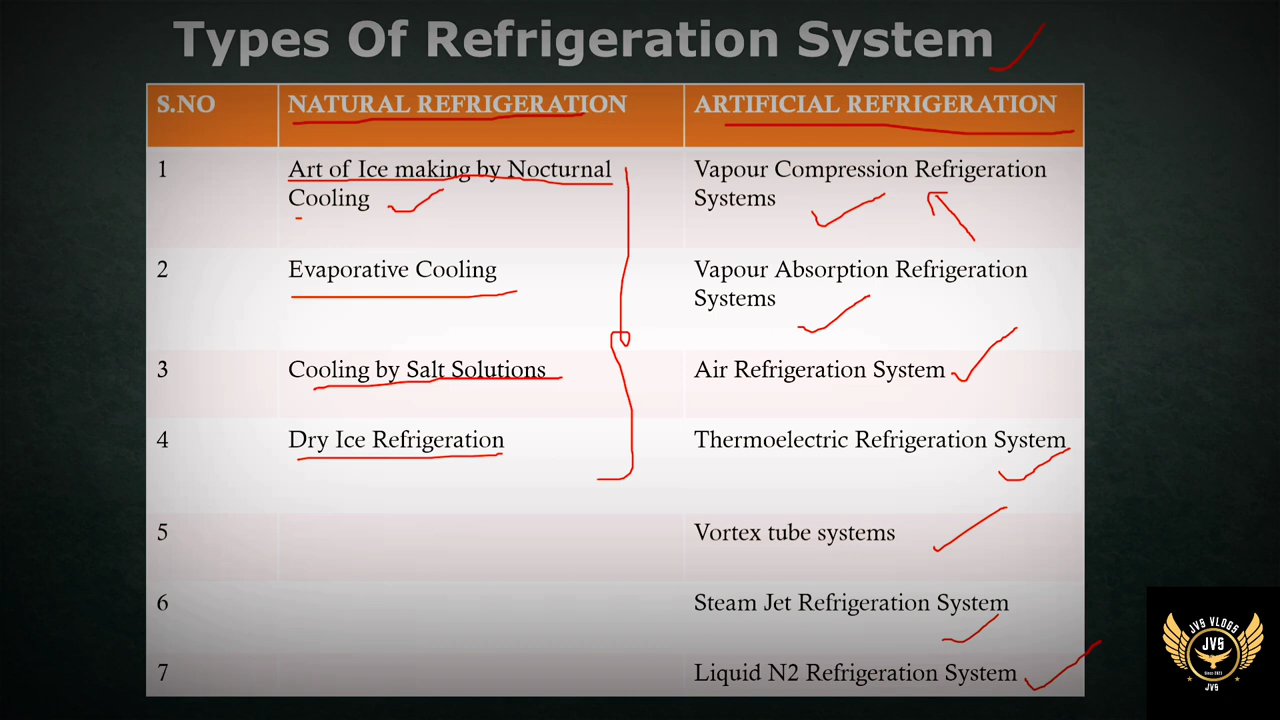 Types Of Refrigeration System
S.NO NATURAL REFRIGERATION ARTIFICIAL REFRIGERATION
1 Art of Ice making by Nocturnal Vapour Compression Refrigeration
Cooling Systems
2 Evaporative Cooling Vapour Absorption Refrigeration
Systems
3 Cooling by Salt Solutions Air Refrigeration System
4 Dry Ice Refrigeration Thermoelectric Refrigeration System
5 Vortex tube systems
6 Steam Jet Refrigeration System
7 Liquid N2 Refrigeration System
JVS VLOGS
JVS
Since 2021
JVS